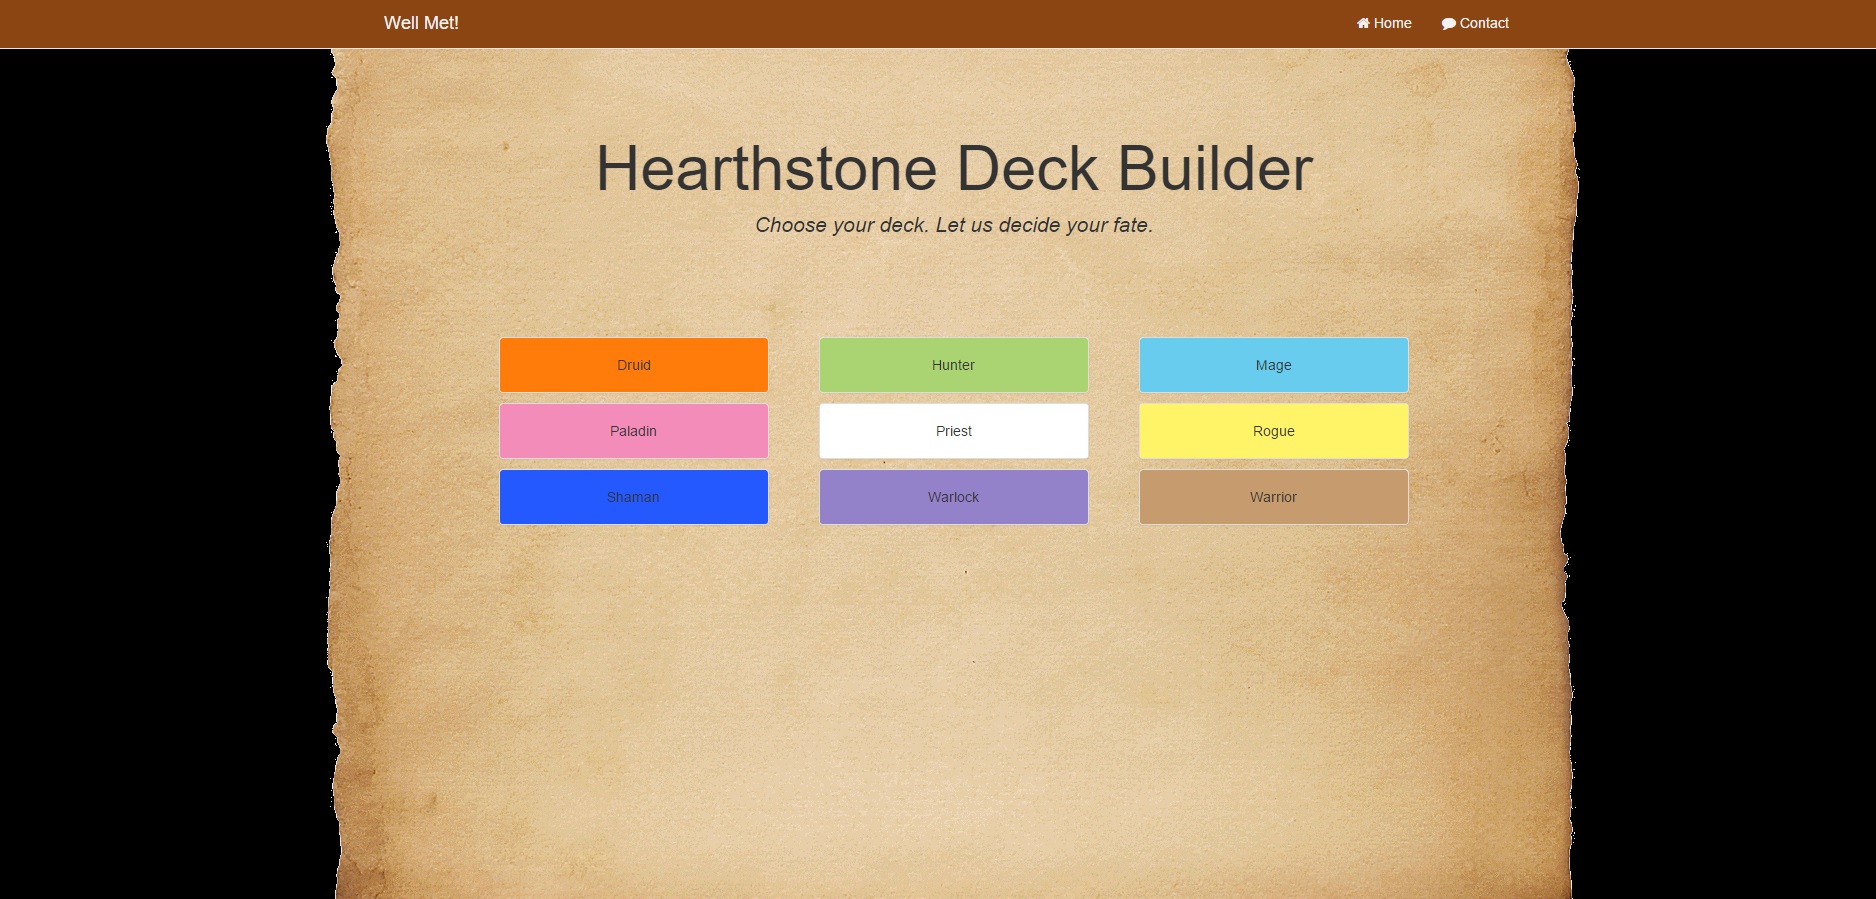 Well Met!
Home
Contact
Hearthstone Deck Builder
Choose your deck. Let us decide your fate.
Druid
Hunter
Mage
Paladin
Priest
Rogue
Shaman
Warlock
Warrior